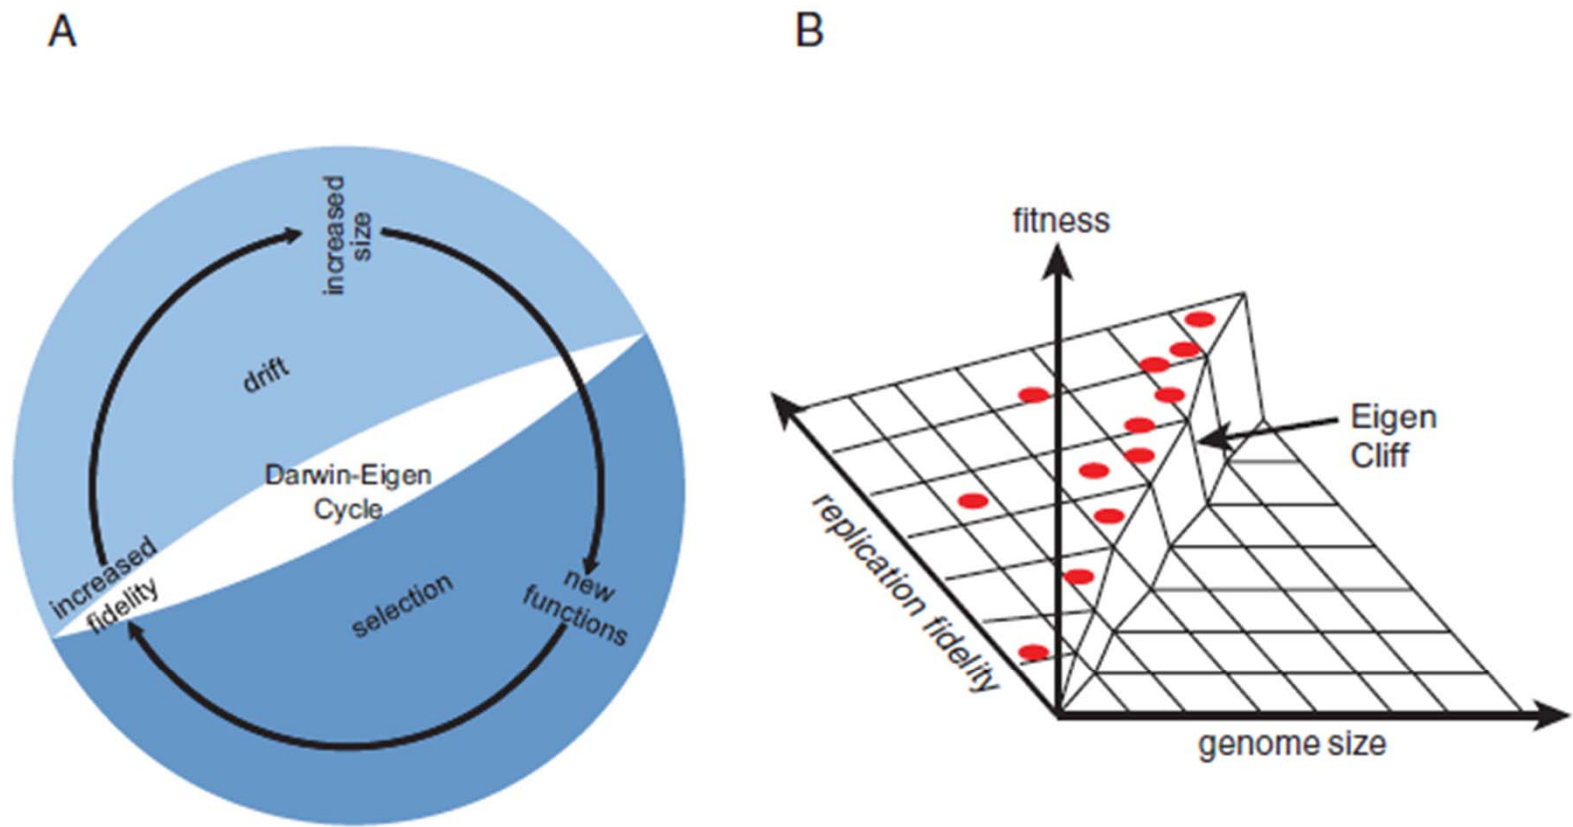 A
increased
size
drift
Darwin-Eigen
Cycle
increased
fidelity
selection
new
functions
B
fitness
Eigen
Cliff
replication fidelity
genome size